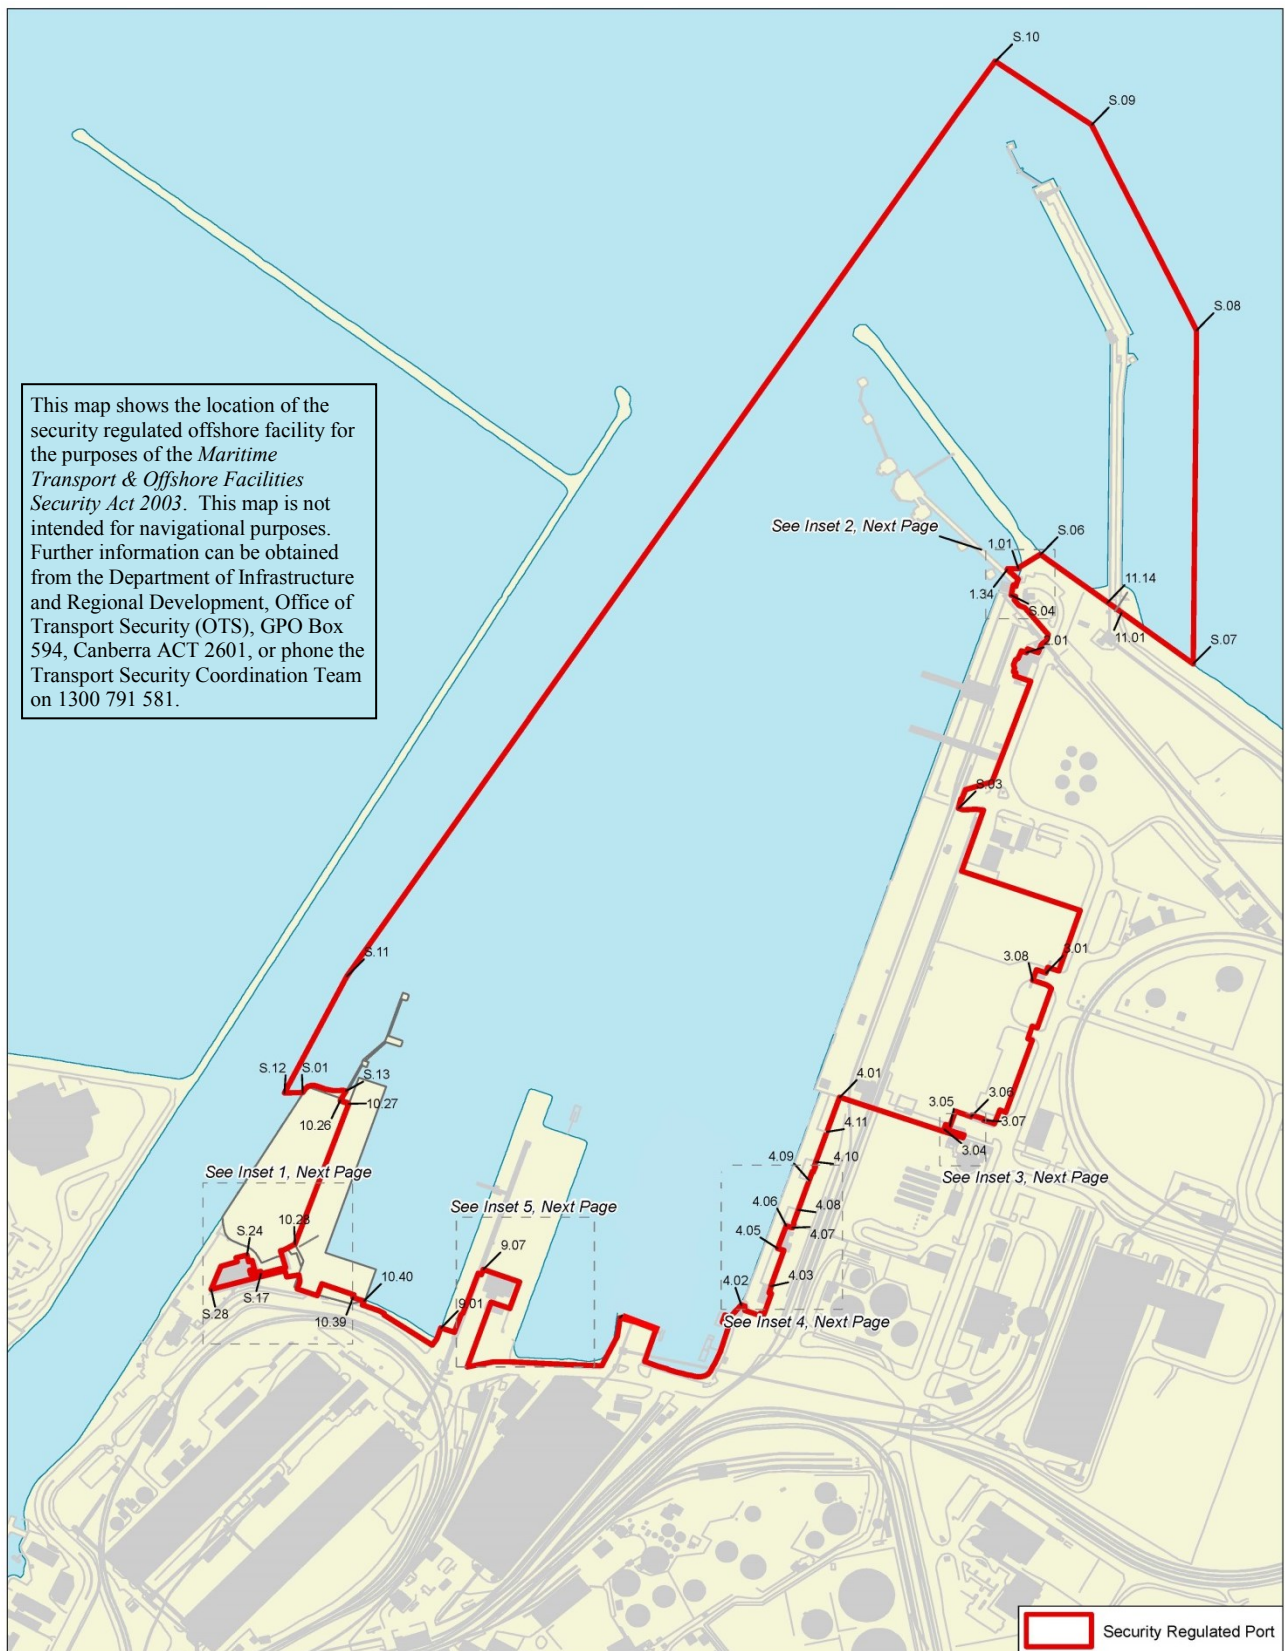 S.10
S.09
S.08
This map shows the location of the
security regulated offshore facility for
the purposes of the Maritime
Transport & Offshore Facilities
Security Act 2003. This map is not
intended for navigational purposes.
Further information can be obtained
from the Department of Infrastructure
and Regional Development, Office of
Transport Security (OTS), GPO Box
594, Canberra ACT 2601, or phone the
Transport Security Coordination Team
on 1300 791 581.
See Inset 2, Next Page
S.06
1.01
11.14
1.34
S.04
11.01
2.01
S.07
S.03
S.11
3.08
3.01
S.12
S.01
S.13
4.01
10.27
3.05
3.06
10.26
3.07
4.11
3.04
See Inset 1, Next Page
4.09
4.10
See Inset 3, Next Page
See Inset 5, Next Page
4.06
4.08
10.28
4.07
S.24
4.05
9.07
S.17
10.40
4.02
4.03
S.28
9.01
10.39
See Inset 4, Next Page
Security Regulated Port